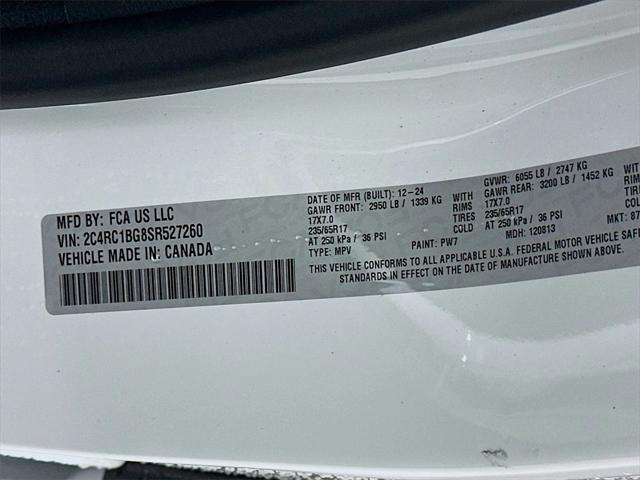 MFD BY: FCA US LLC
VIN: 2C4RC1BG8SR527260
VEHICLE MADE IN: CANADA
DATE OF MFR (BUILT): 12-24
GAWR FRONT: 2950 LB / 1339 KG WITH
17X7.0 RIMS
235/65R17 TIRES
AT 250 kPa / 36 PSI COLD
TYPE: MPV PAINT: PW7
GVWR: 6055 LB / 2747 KG
GAWR REAR: 3200 LB / 1452 KG WITH
17X7.0
235/65R17
AT 250 kPa / 36 PSI
MDH: 120813 MKT: 87
THIS VEHICLE CONFORMS TO ALL APPLICABLE U.S.A. FEDERAL MOTOR
STANDARDS IN EFFECT ON THE DATE OF MANUFACTURE SHOWN ABOVE.